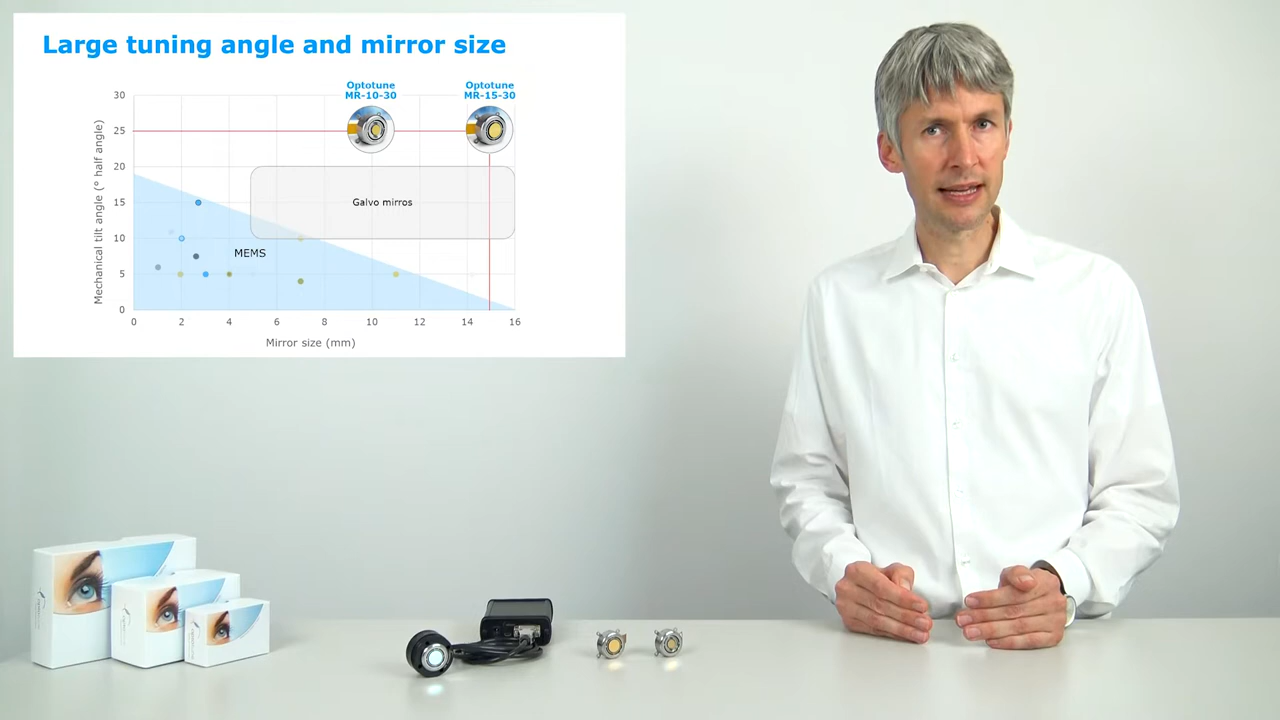 Large tuning angle and mirror size
Optotune
MR-10-30
Optotune
MR-15-30
Mechanical tilt angle (° half angle)
30
25
20
15
10
5
0
Galvo mirros
MEMS
0 2 4 6 8 10 12 14 16
Mirror size (mm)